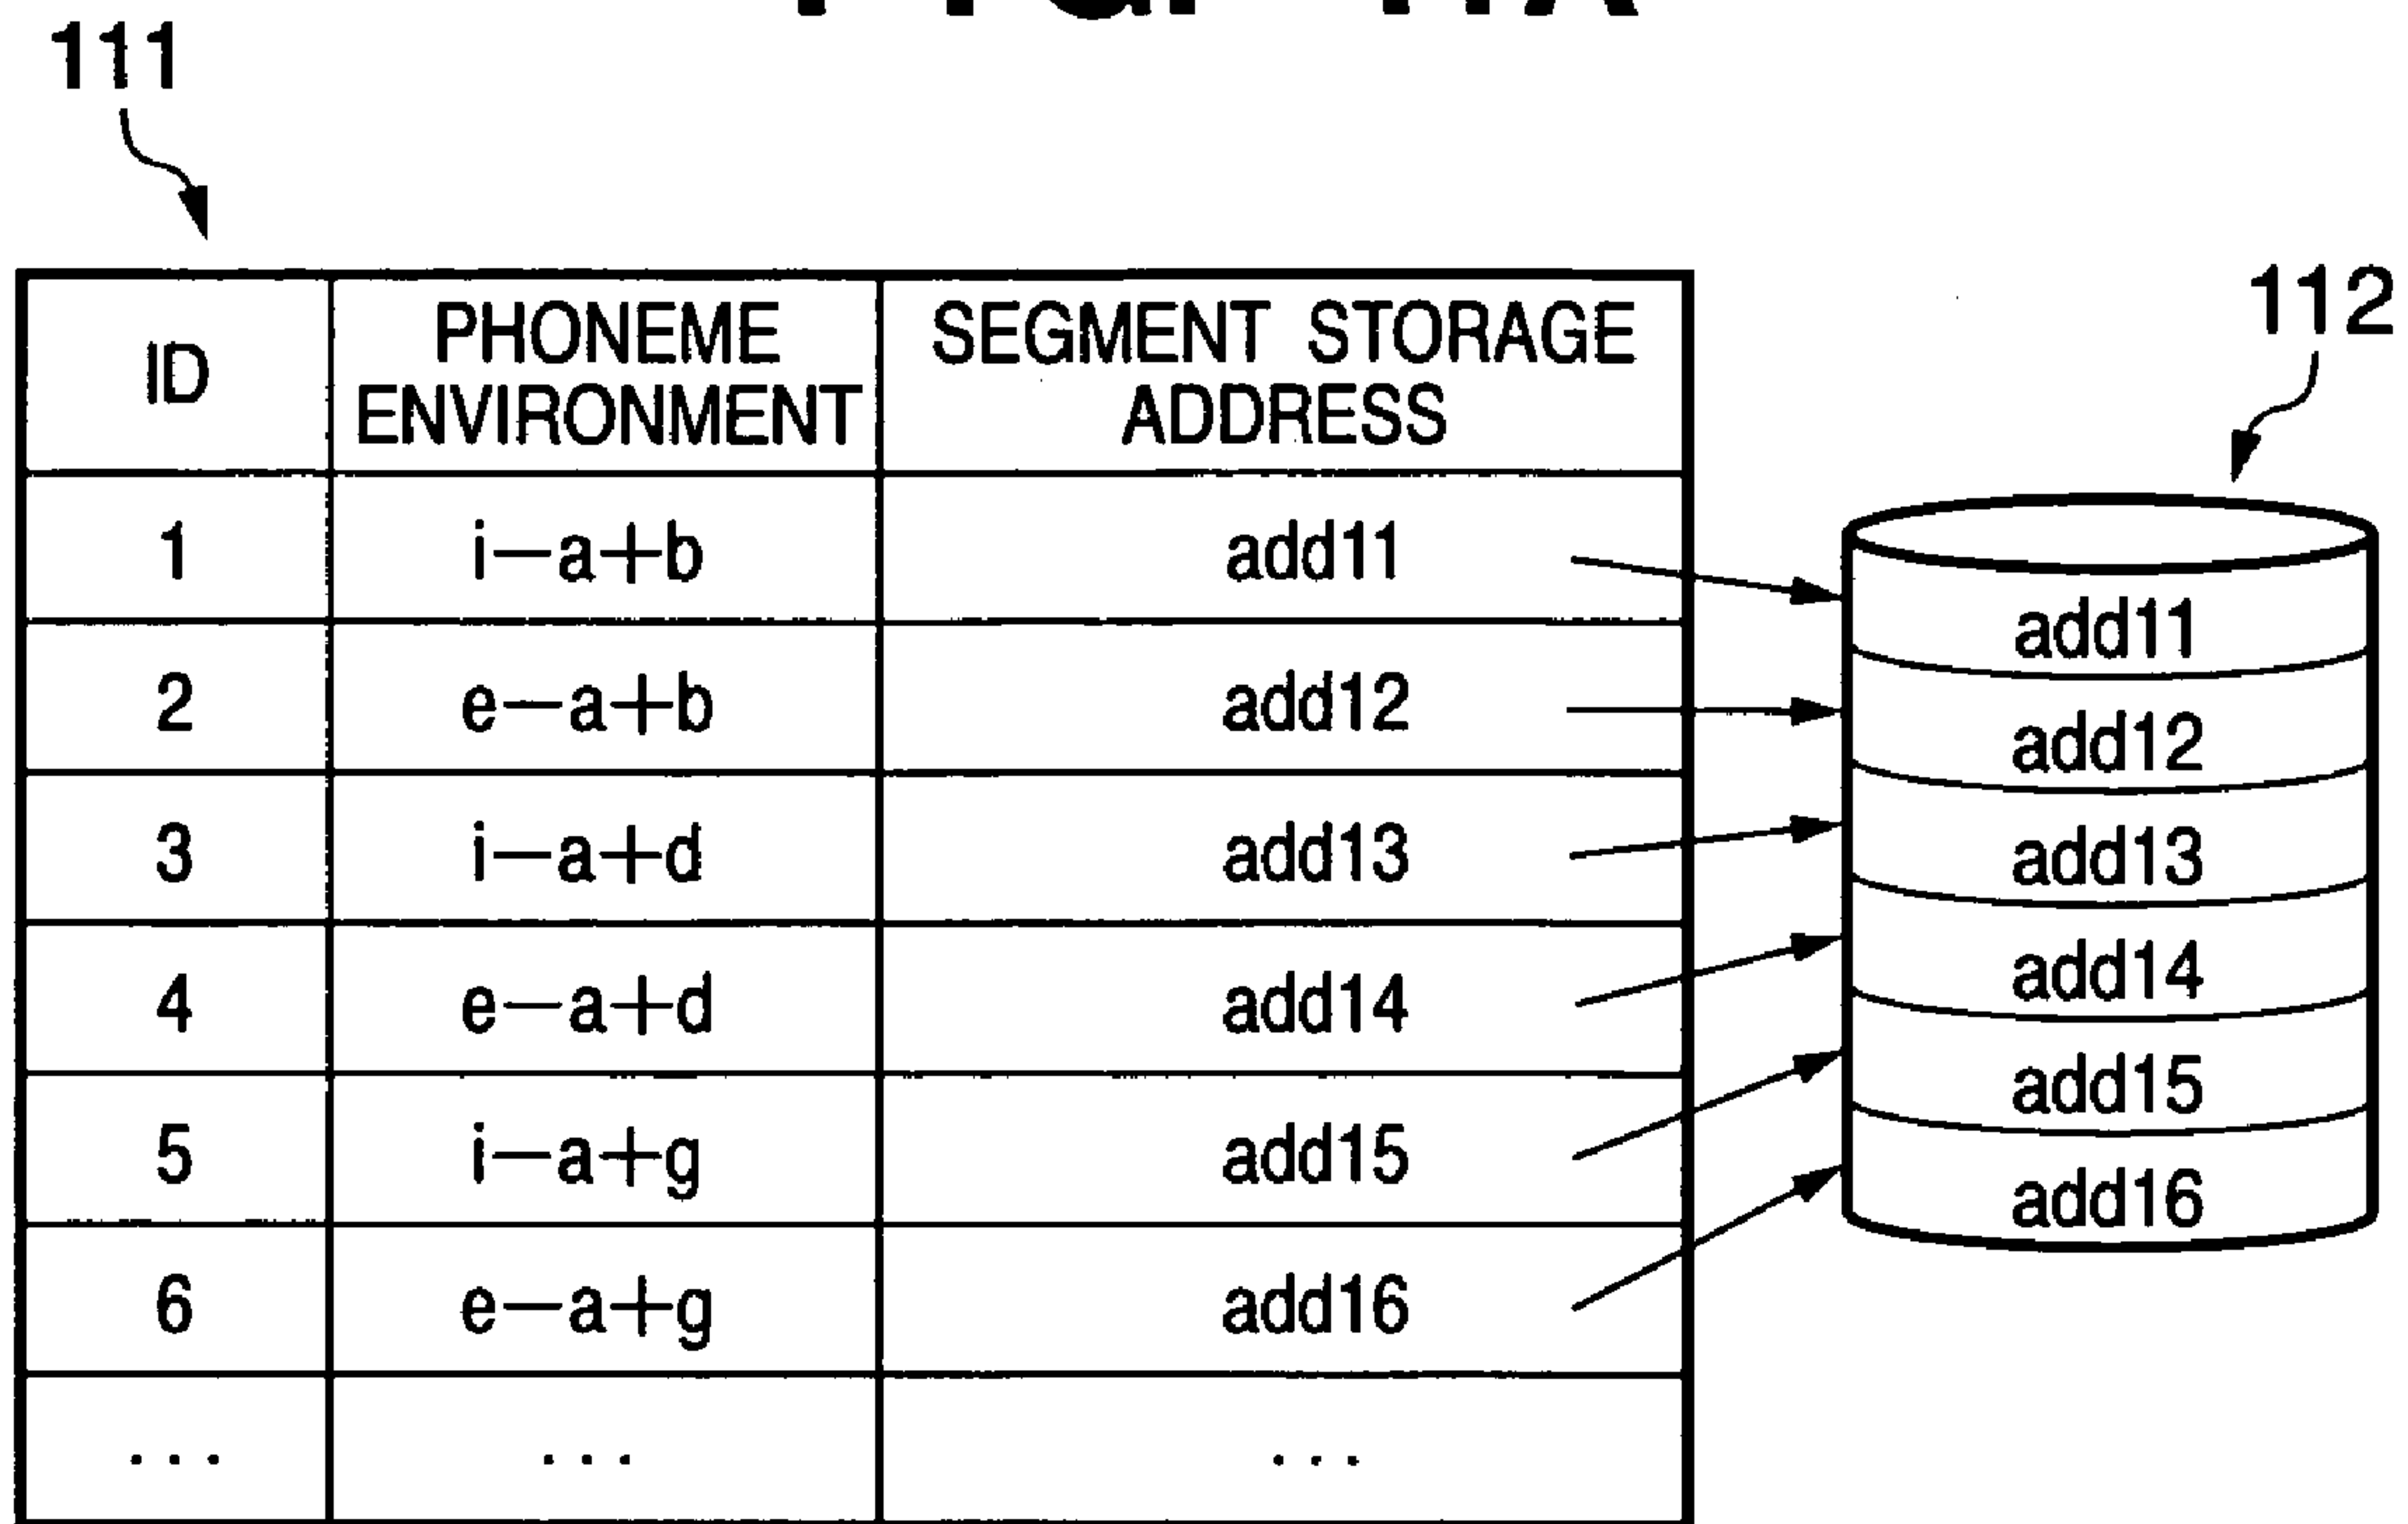 111
112
ID PHONEME ENVIRONMENT SEGMENT STORAGE ADDRESS
1 i—a+b add11
2 e—a+b add12
3 i—a+d add13
4 e—a+d add14
5 i—a+g add15
6 e—a+g add16
... ... ...
add11
add12
add13
add14
add15
add16